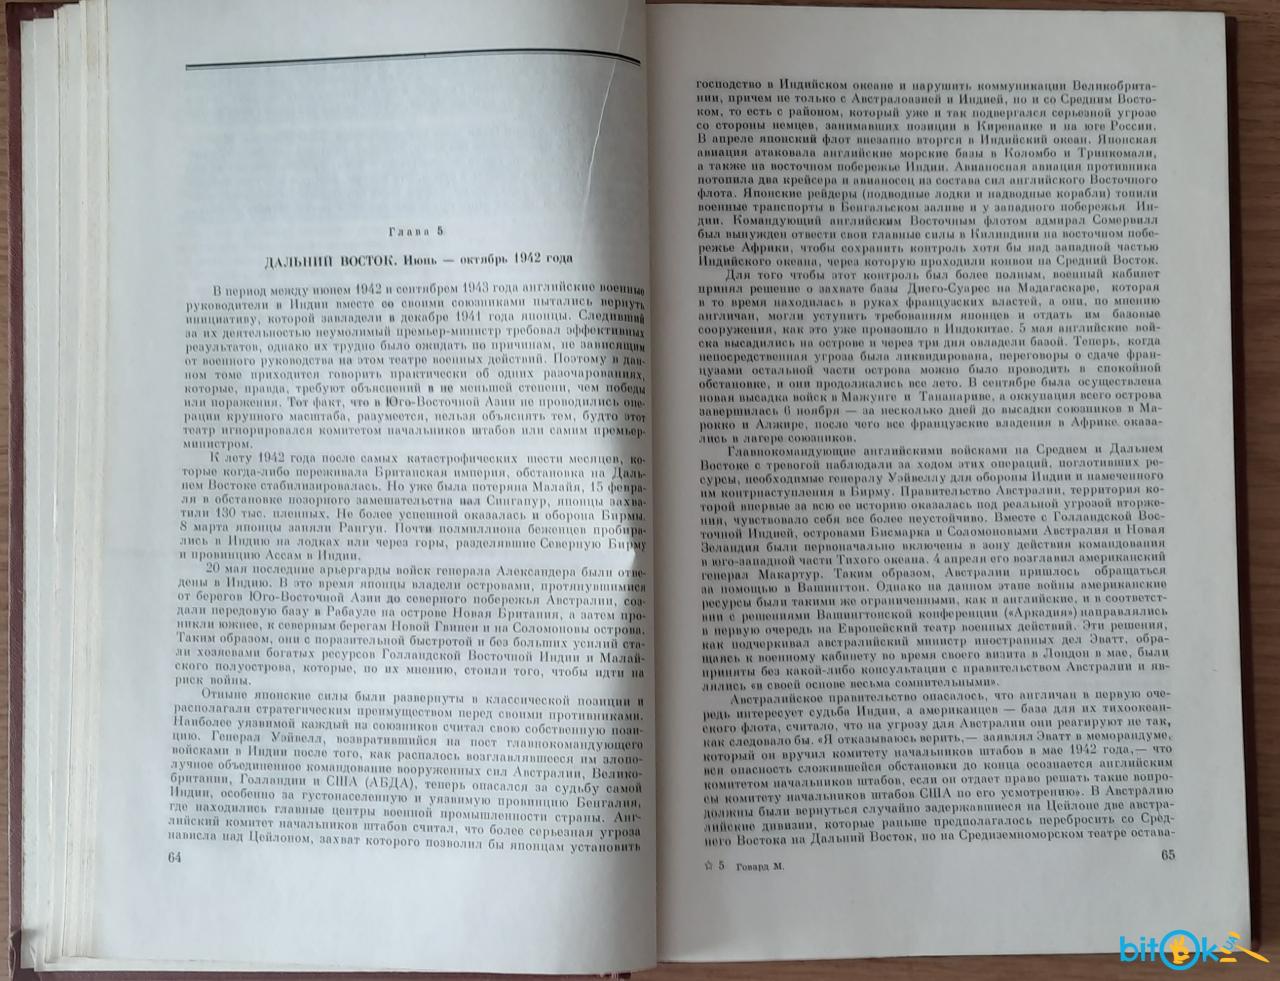 Глава 5
ДАЛЬНИЙ ВОСТОК. Июнь — октябрь 1942 года
В период между июнем 1942 и сентябрем 1943 года английские военные
руководители в Индии вместе со своими союзниками пытались вернуть
инициативу, которой завладели в декабре 1941 года японцы. Следивший
за их деятельностью неумолимый премьер-министр требовал эффективных
результатов, однако их трудно было ожидать по причинам, не зависящим
от военного руководства на этом театре военных действий. Поэтому в дан-
ном томе приходится говорить практически об одних разочарованиях,
которые, правда, требуют объяснений в не меньшей степени, чем победы
или поражения. Тот факт, что в Юго-Восточной Азии не проводились опе-
рации крупного масштаба, разумеется, нельзя объяснять тем, будто этот
театр игнорировался комитетом начальников штабов или самим премьер-
министром.
К лету 1942 года после самых катастрофических шести месяцев, ко-
торые когда-либо переживала Британская империя, обстановка на Даль-
нем Востоке стабилизировалась. Но уже была потеряна Малайя, 15 февра-
ля в обстановке позорного замешательства пал Сингапур, японцы захва-
тили 130 тыс. пленных. Не более успешной оказалась и оборона Бирмы.
8 марта японцы заняли Рангун. Почти полмиллиона беженцев пробира-
лись в Индию на лодках или через горы, разделявшие Северную Бирму
и провинцию Ассам в Индии.
20 мая последние арьергарды войск генерала Александера были отве-
дены в Индию. В это время японцы владели островами, протянувшимися
от берегов Юго-Восточной Азии до северного побережья Австралии, соз-
дали передовую базу в Рабауле на острове Новая Британия, а затем про-
никли южнее, к северным берегам Новой Гвинеи и на Соломоновы острова.
Таким образом, они с поразительной быстротой и без больших усилий ста-
ли хозяевами богатых ресурсов Голландской Восточной Индии и Малай-
ского полуострова, которые, по их мнению, стоили того, чтобы идти на
риск войны.
Отныне японские силы были развернуты в классической позиции и
располагали стратегическим преимуществом перед своими противниками.
Наиболее уязвимой каждый из союзников считал свою собственную пози-
цию. Генерал Уэйвелл, возвратившийся на пост главнокомандующего
войсками в Индии после того, как распалось возглавлявшееся им злопо-
лучное объединенное командование вооруженных сил Австралии, Велико-
британии, Голландии и США (АБДА), теперь опасался за судьбу самой
Индии, особенно за густонаселенную и уязвимую провинцию Бенгалия,
где находились главные центры военной промышленности страны. Анг-
лийский комитет начальников штабов считал, что более серьезная угроза
нависла над Цейлоном, захват которого позволил бы японцам установить
64
господство в Индийском океане и нарушить коммуникации Великобрита-
нии, причем не только с Австралоазией и Индией, но и со Средним Восто-
ком, то есть с районом, который уже и так подвергался серьезной угрозе
со стороны немцев, занимавших позиции в Киренаике и на юге России.
В апреле японский флот внезапно вторгся в Индийский океан. Японская
авиация атаковала английские морские базы в Коломбо и Тринкомали,
а также на восточном побережье Индии. Авианосная авиация противника
потопила два крейсера и авианосец из состава сил английского Восточного
флота. Японские рейдеры (подводные лодки и надводные корабли) топили
военные транспорты в Бенгальском заливе и у западного побережья Ин-
дии. Командующий английским Восточным флотом адмирал Сомервилл
был вынужден отвести свои главные силы в Килиндини на восточном побе-
режье Африки, чтобы сохранить контроль хотя бы над западной частью
Индийского океана, через которую проходили конвои на Средний Восток.
Для того чтобы этот контроль был более полным, военный кабинет
принял решение о захвате базы Диего-Суарес на Мадагаскаре, которая
в то время находилась в руках французских властей, а они, по мнению
англичан, могли уступить требованиям японцев и отдать им базовые
сооружения, как это уже произошло в Индокитае. 5 мая английские вой-
ска высадились на острове и через три дня овладели базой. Теперь, когда
непосредственная угроза была ликвидирована, переговоры о сдаче фран-
цузами остальной части острова можно было проводить в спокойной
обстановке, и они продолжались все лето. В сентябре была осуществлена
новая высадка войск в Мажунге и Тананариве, а оккупация всего острова
завершилась 6 ноября — за несколько дней до высадки союзников в Ма-
рокко и Алжире, после чего все французские владения в Африке оказа-
лись в лагере союзников.
Главнокомандующие английскими войсками на Среднем и Дальнем
Востоке с тревогой наблюдали за ходом этих операций, поглотивших ре-
сурсы, необходимые генералу Уэйвеллу для обороны Индии и намеченного
им контрнаступления в Бирму. Правительство Австралии, территория ко-
торой впервые за всю ее историю оказалась под реальной угрозой вторже-
ния, чувствовало себя все более неустойчиво. Вместе с Голландской Вос-
точной Индией, островами Бисмарка и Соломоновыми Австралия и Новая
Зеландия были первоначально включены в зону действия командования
в юго-западной части Тихого океана. 4 апреля его возглавил американский
генерал Макартур. Таким образом, Австралии пришлось обращаться
за помощью в Вашингтон. Однако на данном этапе войны американские
ресурсы были такими же ограниченными, как и английские, и в соответст-
вии с решениями Вашингтонской конференции («Аркадия») направлялись
в первую очередь на Европейский театр военных действий. Эти решения,
как подчеркивал австралийский министр иностранных дел Эватт, обра-
щаясь к военному кабинету во время своего визита в Лондон в мае, были
приняты без какой-либо консультации с правительством Австралии и яв-
лялись «в своей основе весьма сомнительными».
Австралийское правительство опасалось, что англичан в первую оче-
редь интересует судьба Индии, а американцев — база для их тихоокеан-
ского флота, считало, что на угрозу для Австралии они реагируют не так,
как следовало бы. «Я отказываюсь верить,— заявлял Эватт в меморандуме,
который он вручил комитету начальников штабов в мае 1942 года,— что
вся опасность сложившейся обстановки до конца осознается английским
комитетом начальников штабов, если он отдает право решать такие вопро-
сы комитету начальников штабов США по его усмотрению». В Австралию
должны были вернуться случайно задержавшиеся на Цейлоне две австра-
лийские дивизии, которые раньше предполагалось перебросить со Сред-
него Востока на Дальний Восток, но на Средиземноморском театре остава-
☆ 5 Говард М.
65
bitOk UA